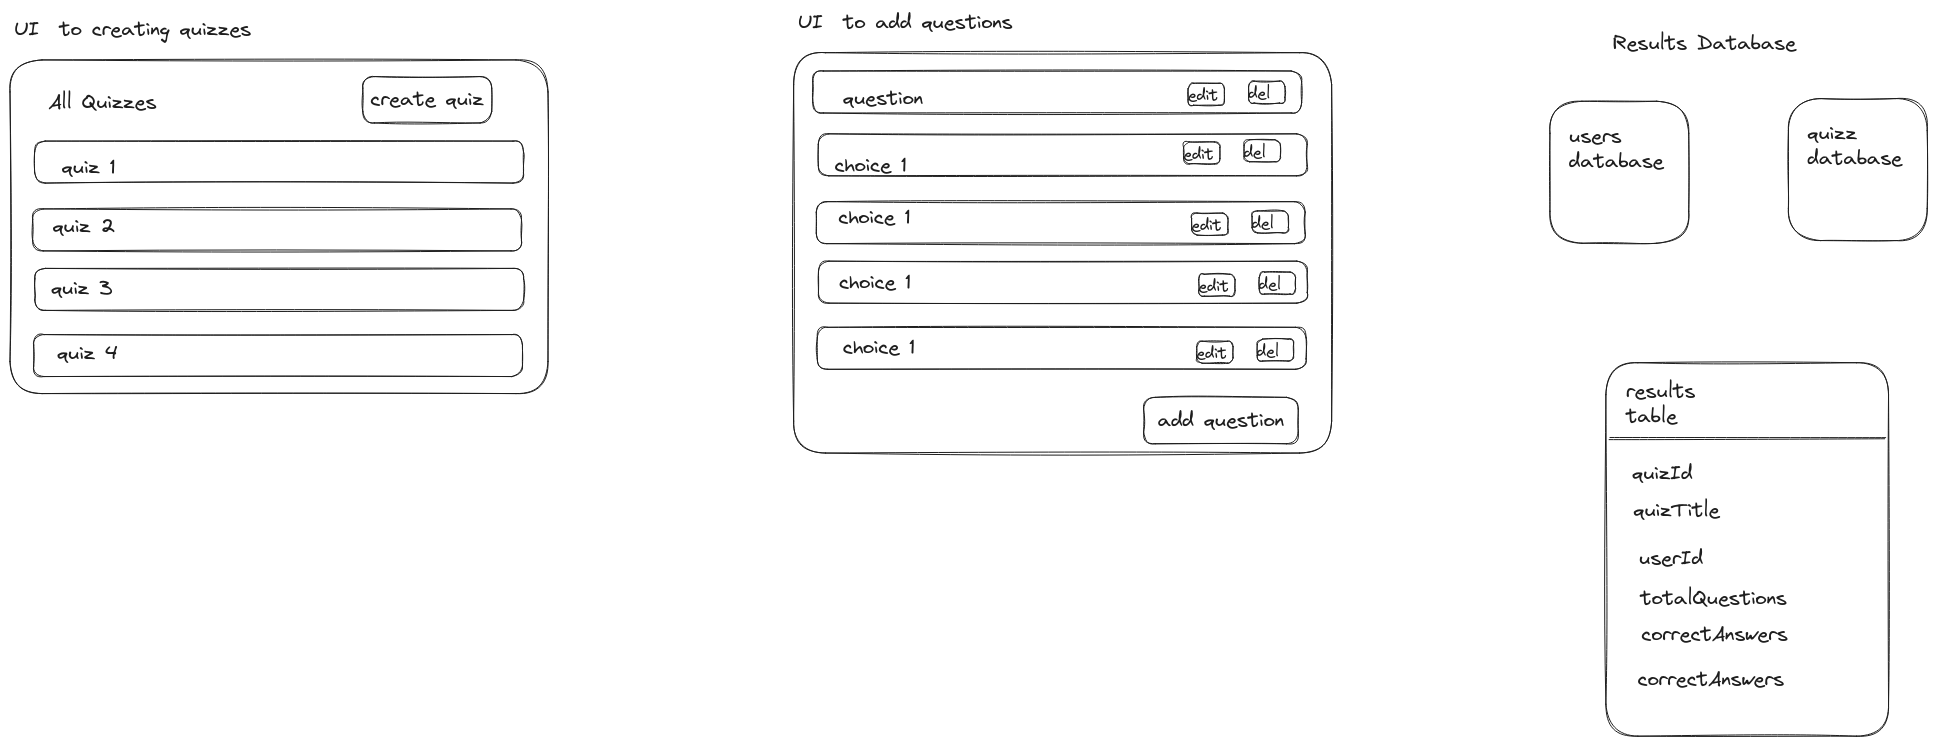 UI to creating quizzes
All Quizzes
create quiz
quiz 1
quiz 2
quiz 3
quiz 4
UI to add questions
question
edit
del
choice 1
edit
del
choice 1
edit
del
choice 1
edit
del
choice 1
edit
del
add question
Results Database
users
database
quizz
database
results
table
quizId
quizTitle
userId
totalQuestions
correctAnswers
correctAnswers